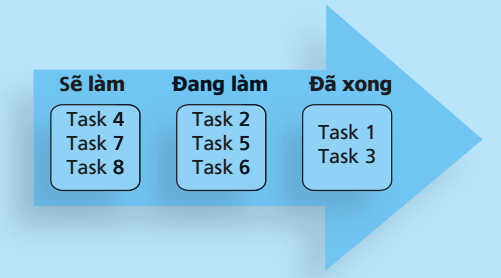 Sẽ làm
Task 4
Task 7
Task 8
Đang làm
Task 2
Task 5
Task 6
Đã xong
Task 1
Task 3